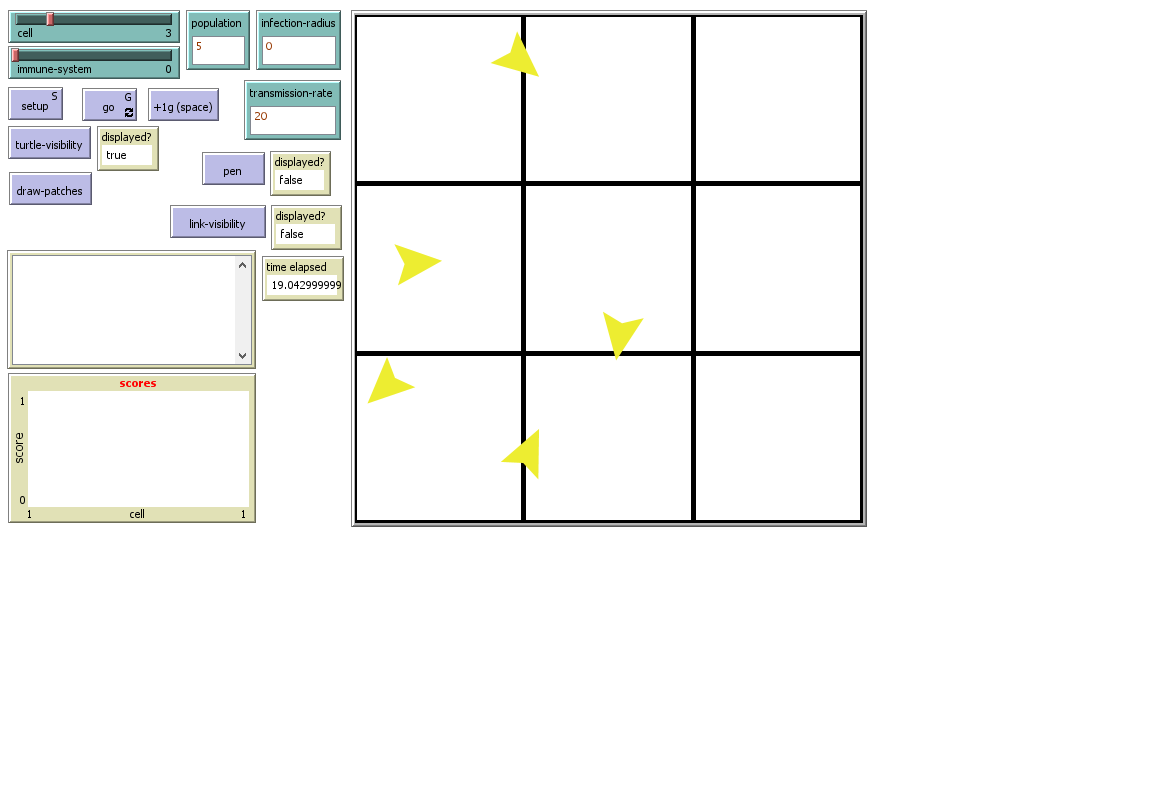 cell 3
population
5
infection-radius
0
immune-system 0
transmission-rate
20
S
setup
G
go
+1g (space)
turtle-visibility
displayed?
true
pen
displayed?
false
draw-patches
link-visibility
displayed?
false
time elapsed
19.042999999
scores
1
score
0
1 cell 1